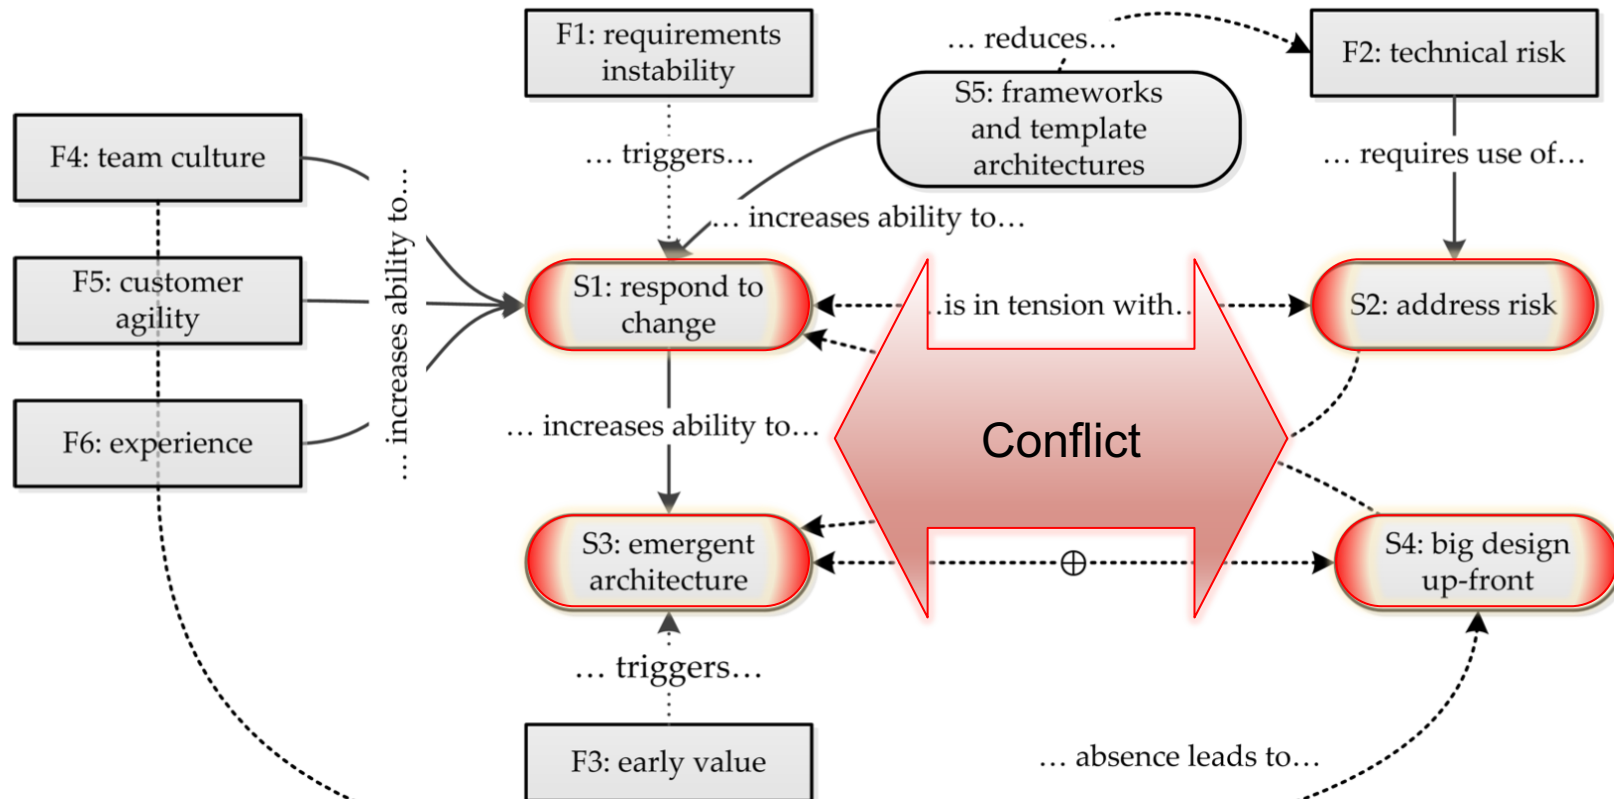 F1: requirements
instability
… reduces…
F2: technical risk
S5: frameworks
and template
architectures
F4: team culture
… triggers…
… requires use of…
… increases ability to…
… increases ability to…
F5: customer
agility
S1: respond to
change
…is in tension with…
S2: address risk
F6: experience
… increases ability to…
Conflict
S3: emergent
architecture
S4: big design
up-front
… triggers…
F3: early value
… absence leads to…